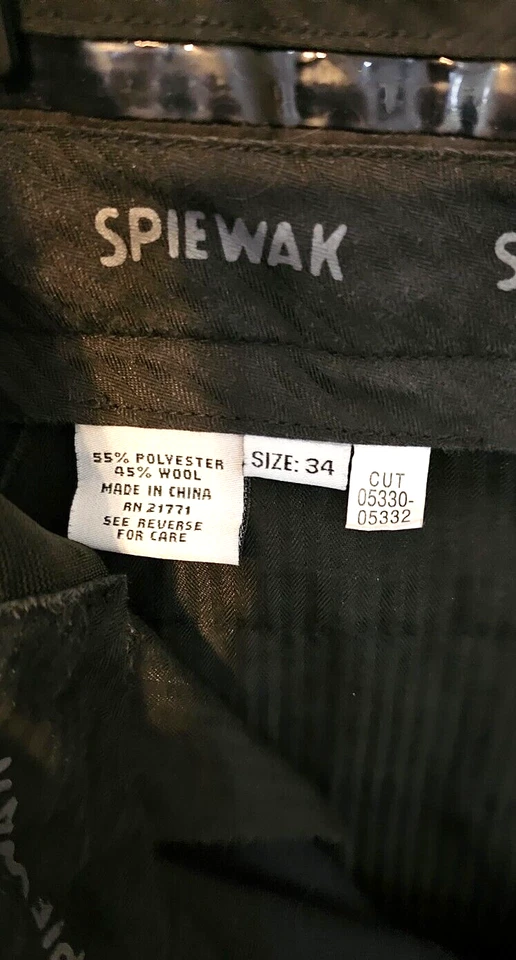 SPIEWAK
55% POLYESTER
45% WOOL
MADE IN CHINA
RN 21771
SEE REVERSE
FOR CARE
SIZE: 34
CUT
05330-
05332